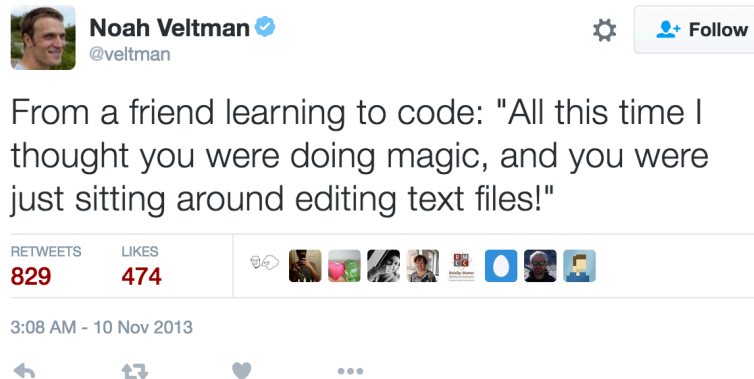 Noah Veltman
@veltman
Follow
From a friend learning to code: "All this time I
thought you were doing magic, and you were
just sitting around editing text files!"
RETWEETS LIKES
829 474
3:08 AM - 10 Nov 2013